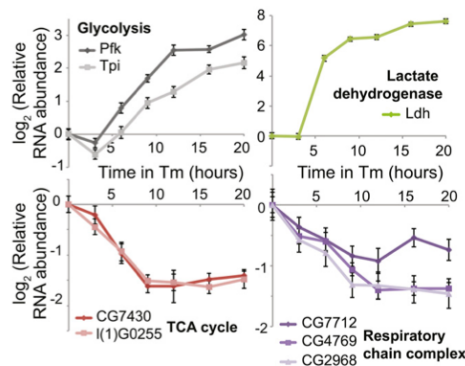 log2 (Relative RNA abundance)
Glycolysis
Pfk
Tpi
3
2
1
0
-1
5 10 15 20
Time in Tm (hours)
8
6
4
2
0
Lactate
dehydrogenase
Ldh
5 10 15 20
Time in Tm (hours)
log2 (Relative RNA abundance)
0
-1
-2
5 10 15 20
CG7430
l(1)G0255
TCA cycle
0
-1
-2
5 10 15 20
CG7712
CG4769
CG2968
Respiratory
chain complex